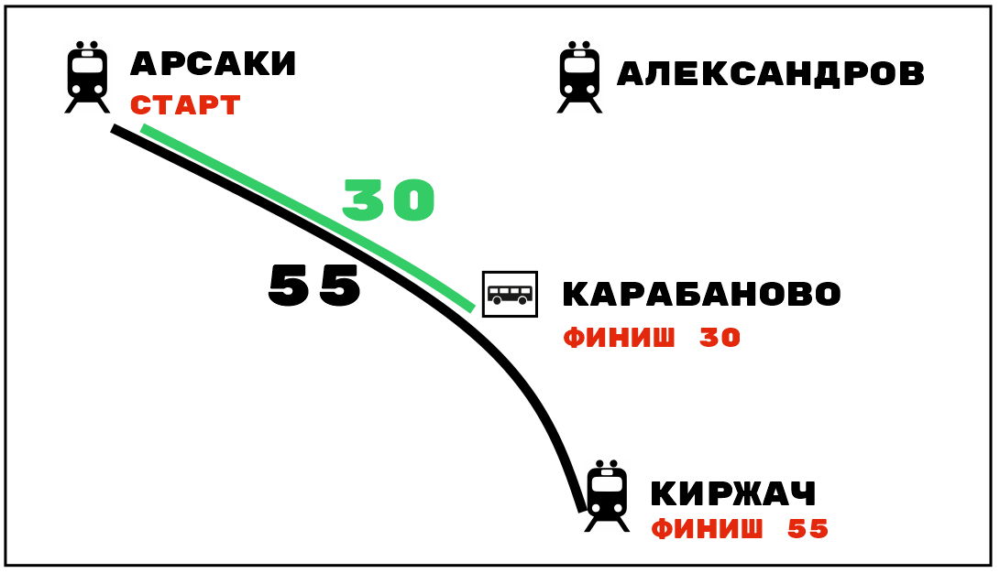 АРСАКИ
СТАРТ
АЛЕКСАНДРОВ
30
55
КАРАБАНОВО
ФИНИШ 30
КИРЖАЧ
ФИНИШ 55